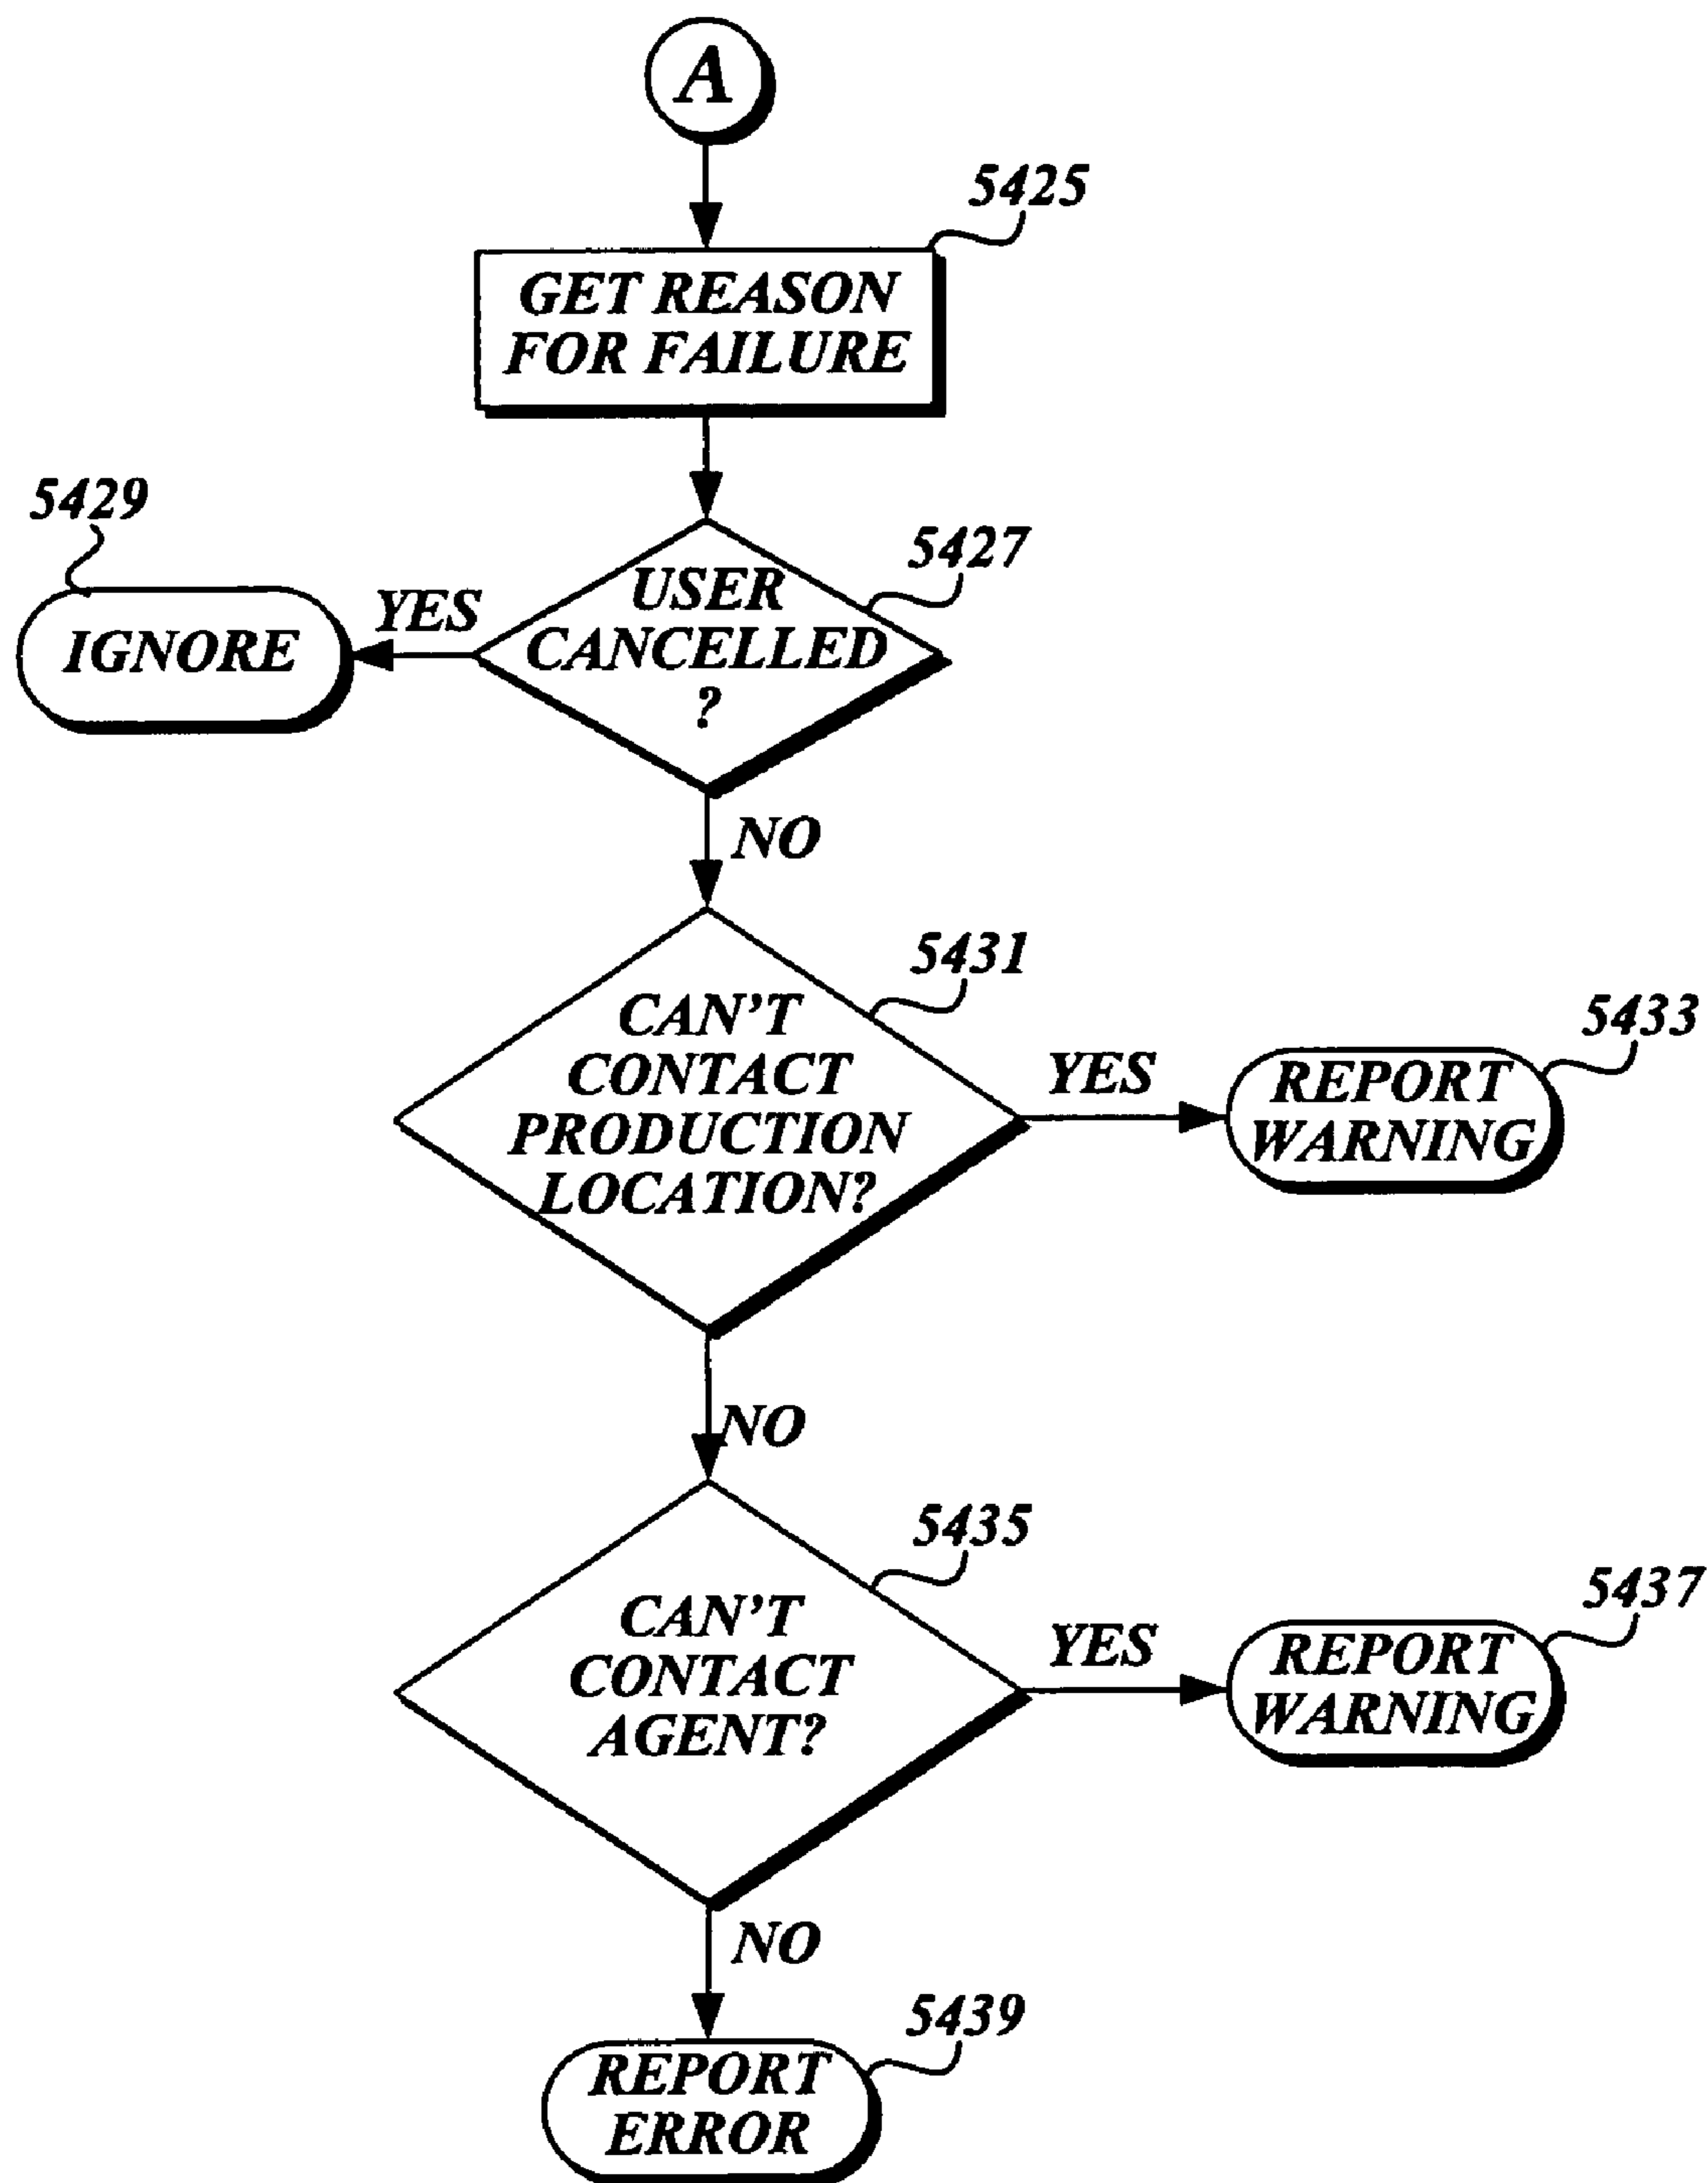 A
5425
GET REASON
FOR FAILURE
5429
5427
USER
CANCELLED
?
YES
IGNORE
NO
5431
CAN'T
CONTACT
PRODUCTION
LOCATION?
YES
5433
REPORT
WARNING
NO
5435
CAN'T
CONTACT
AGENT?
YES
5437
REPORT
WARNING
NO
5439
REPORT
ERROR